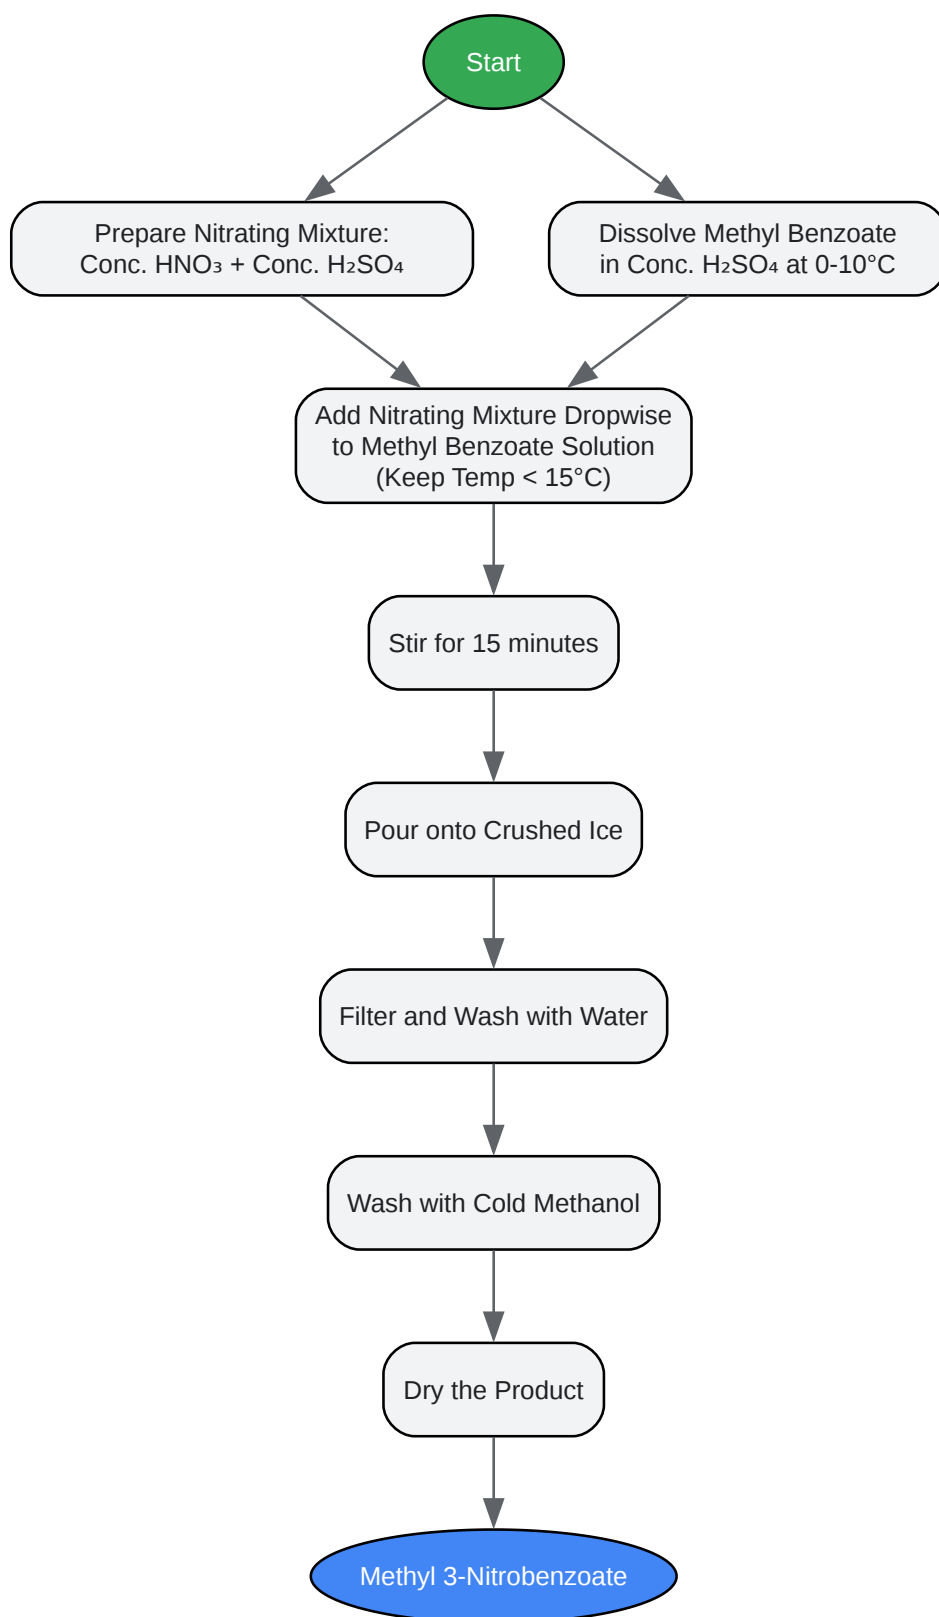 Start
Prepare Nitrating Mixture:
Conc. HNO₃ + Conc. H₂SO₄
Dissolve Methyl Benzoate
in Conc. H₂SO₄ at 0-10°C
Add Nitrating Mixture Dropwise
to Methyl Benzoate Solution
(Keep Temp < 15°C)
Stir for 15 minutes
Pour onto Crushed Ice
Filter and Wash with Water
Wash with Cold Methanol
Dry the Product
Methyl 3-Nitrobenzoate